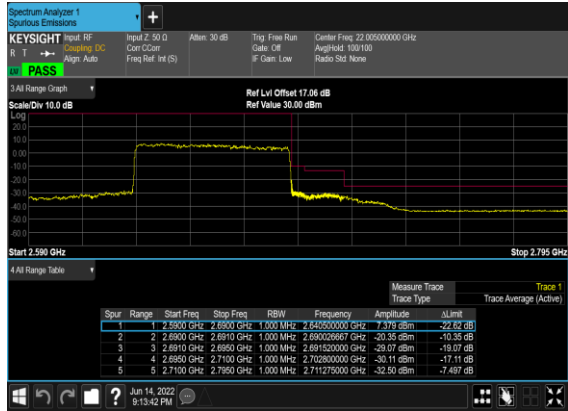 Spectrum Analyzer 1
Spurious Emissions
+
KEYSIGHT Input: RF Input Z: 50 Ω Atten: 30 dB Trig: Free Run Center Freq: 22.005000000 GHz
R T Coupling: DC Corr CCorr Gate: Off Avg|Hold: 100/100
Align: Auto Freq Ref: Int (S) IF Gain: Low Radio Std: None
PASS
3 All Range Graph
Ref Lvl Offset 17.06 dB
Scale/Div 10.0 dB Ref Value 30.00 dBm
Log
20.0
10.0
0.00
-10.0
-20.0
-30.0
-40.0
-50.0
-60.0
Start 2.590 GHz Stop 2.795 GHz
4 All Range Table
Measure Trace Trace 1
Trace Type Trace Average (Active)
Spur Range Start Freq Stop Freq RBW Frequency Amplitude ΔLimit
1 1 2.5900 GHz 2.6900 GHz 1.000 MHz 2.640500000 GHz 7.379 dBm -22.62 dB
2 2 2.6900 GHz 2.6910 GHz 1.000 MHz 2.690026667 GHz -20.35 dBm -10.35 dB
3 3 2.6910 GHz 2.6950 GHz 1.000 MHz 2.691520000 GHz -29.07 dBm -19.07 dB
4 4 2.6950 GHz 2.7100 GHz 1.000 MHz 2.702800000 GHz -30.11 dBm -17.11 dB
5 5 2.7100 GHz 2.7950 GHz 1.000 MHz 2.711275000 GHz -32.50 dBm -7.497 dB
?
Jun 14, 2022
9:13:42 PM